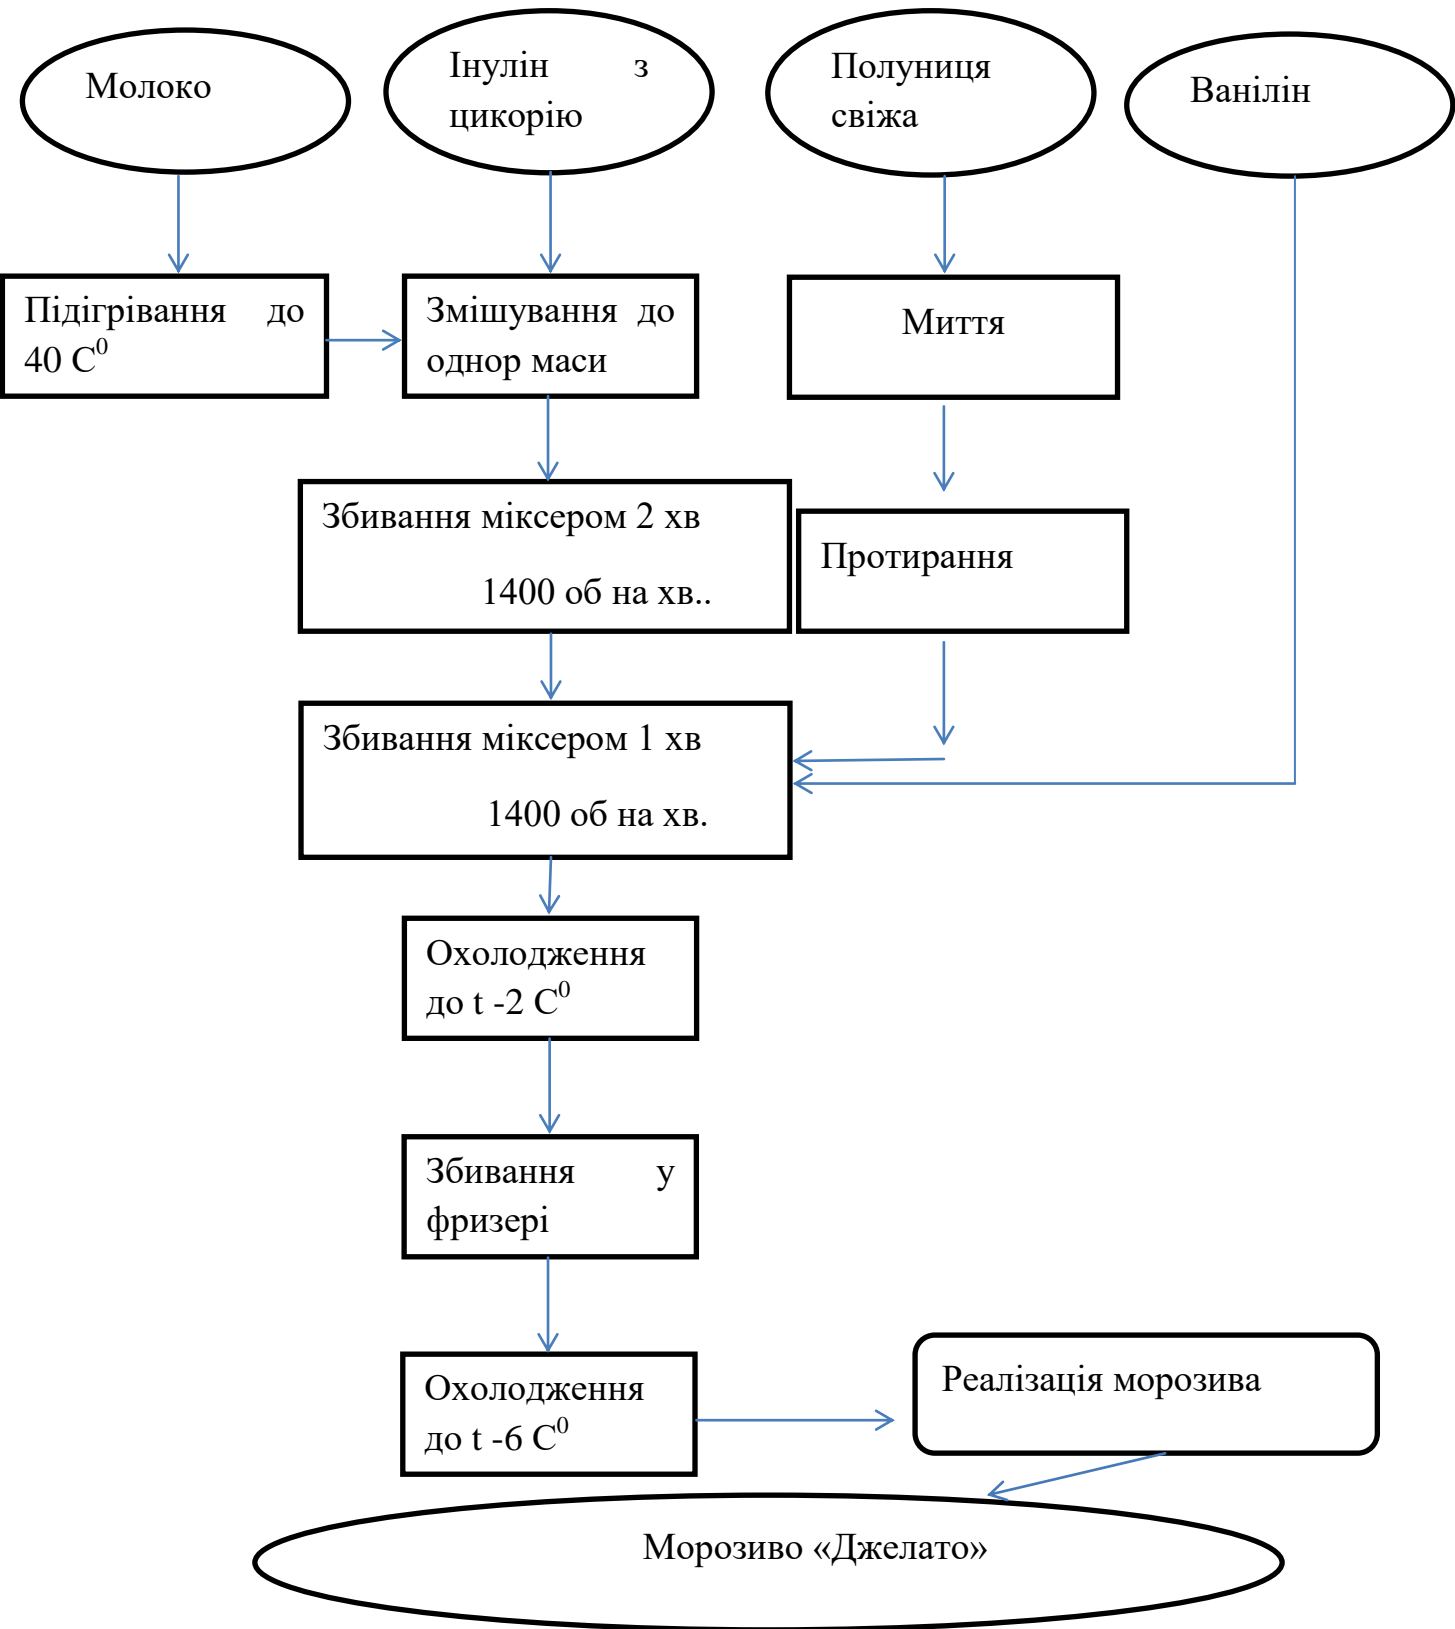 Молоко
Інулін з
цикорію
Полуниця
свіжа
Ванілін
Підігрівання до
40 С⁰
Змішування до
однор маси
Миття
Збивання міксером 2 хв
1400 об на хв..
Протирання
Збивання міксером 1 хв
1400 об на хв.
Охолодження
до t -2 С⁰
Збивання у
фризері
Охолодження
до t -6 С⁰
Реалізація морозива
Морозиво «Джелато»